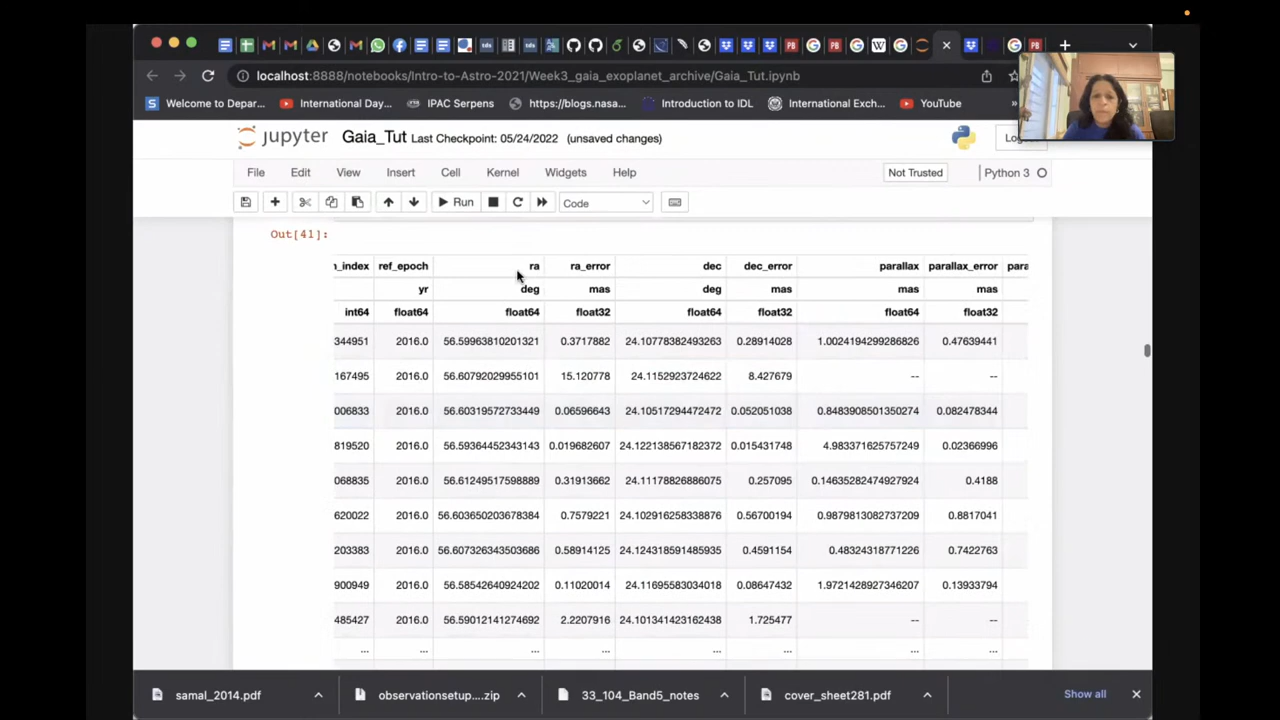 localhost:8888/notebooks/Intro-to-Astro-2021/Week3_gaia_exoplanet_archive/Gaia_Tut.ipynb
Welcome to Depar... International Day... IPAC Serpens https://blogs.nasa... Introduction to IDL International Exch... YouTube »
jupyter Gaia_Tut Last Checkpoint: 05/24/2022 (unsaved changes)
File Edit View Insert Cell Kernel Widgets Help Not Trusted Python 3
Run Code
Out[41]:
n_index ref_epoch ra ra_error dec dec_error parallax parallax_error para
yr deg mas deg mas mas mas
int64 float64 float64 float32 float64 float32 float64 float32
344951 2016.0 56.59963810201321 0.3717882 24.10778382493263 0.28914028 1.0024194299286826 0.47639441
167495 2016.0 56.60792029955101 15.120778 24.1152923724622 8.427679 -- --
006833 2016.0 56.60319572733449 0.06596643 24.10517294472472 0.052051038 0.8483908501350274 0.082478344
819520 2016.0 56.59364452343143 0.019682607 24.122138567182372 0.015431748 4.983371625757249 0.02366996
068835 2016.0 56.61249517598889 0.31913662 24.11178826886075 0.257095 0.14635282474927924 0.4188
620022 2016.0 56.603650203678384 0.7579221 24.102916258338876 0.56700194 0.9879813082737209 0.8817041
203383 2016.0 56.607326343503686 0.58914125 24.124318591485935 0.4591154 0.48324318771226 0.7422763
900949 2016.0 56.58542640924202 0.11020014 24.11695583034018 0.08647432 1.9721428927346207 0.13933794
485427 2016.0 56.59012141274692 2.2207916 24.101341423162438 1.725477 -- --
... ... ... ... ... ... ... ...
samal_2014.pdf observationsetup....zip 33_104_Band5_notes cover_sheet281.pdf Show all